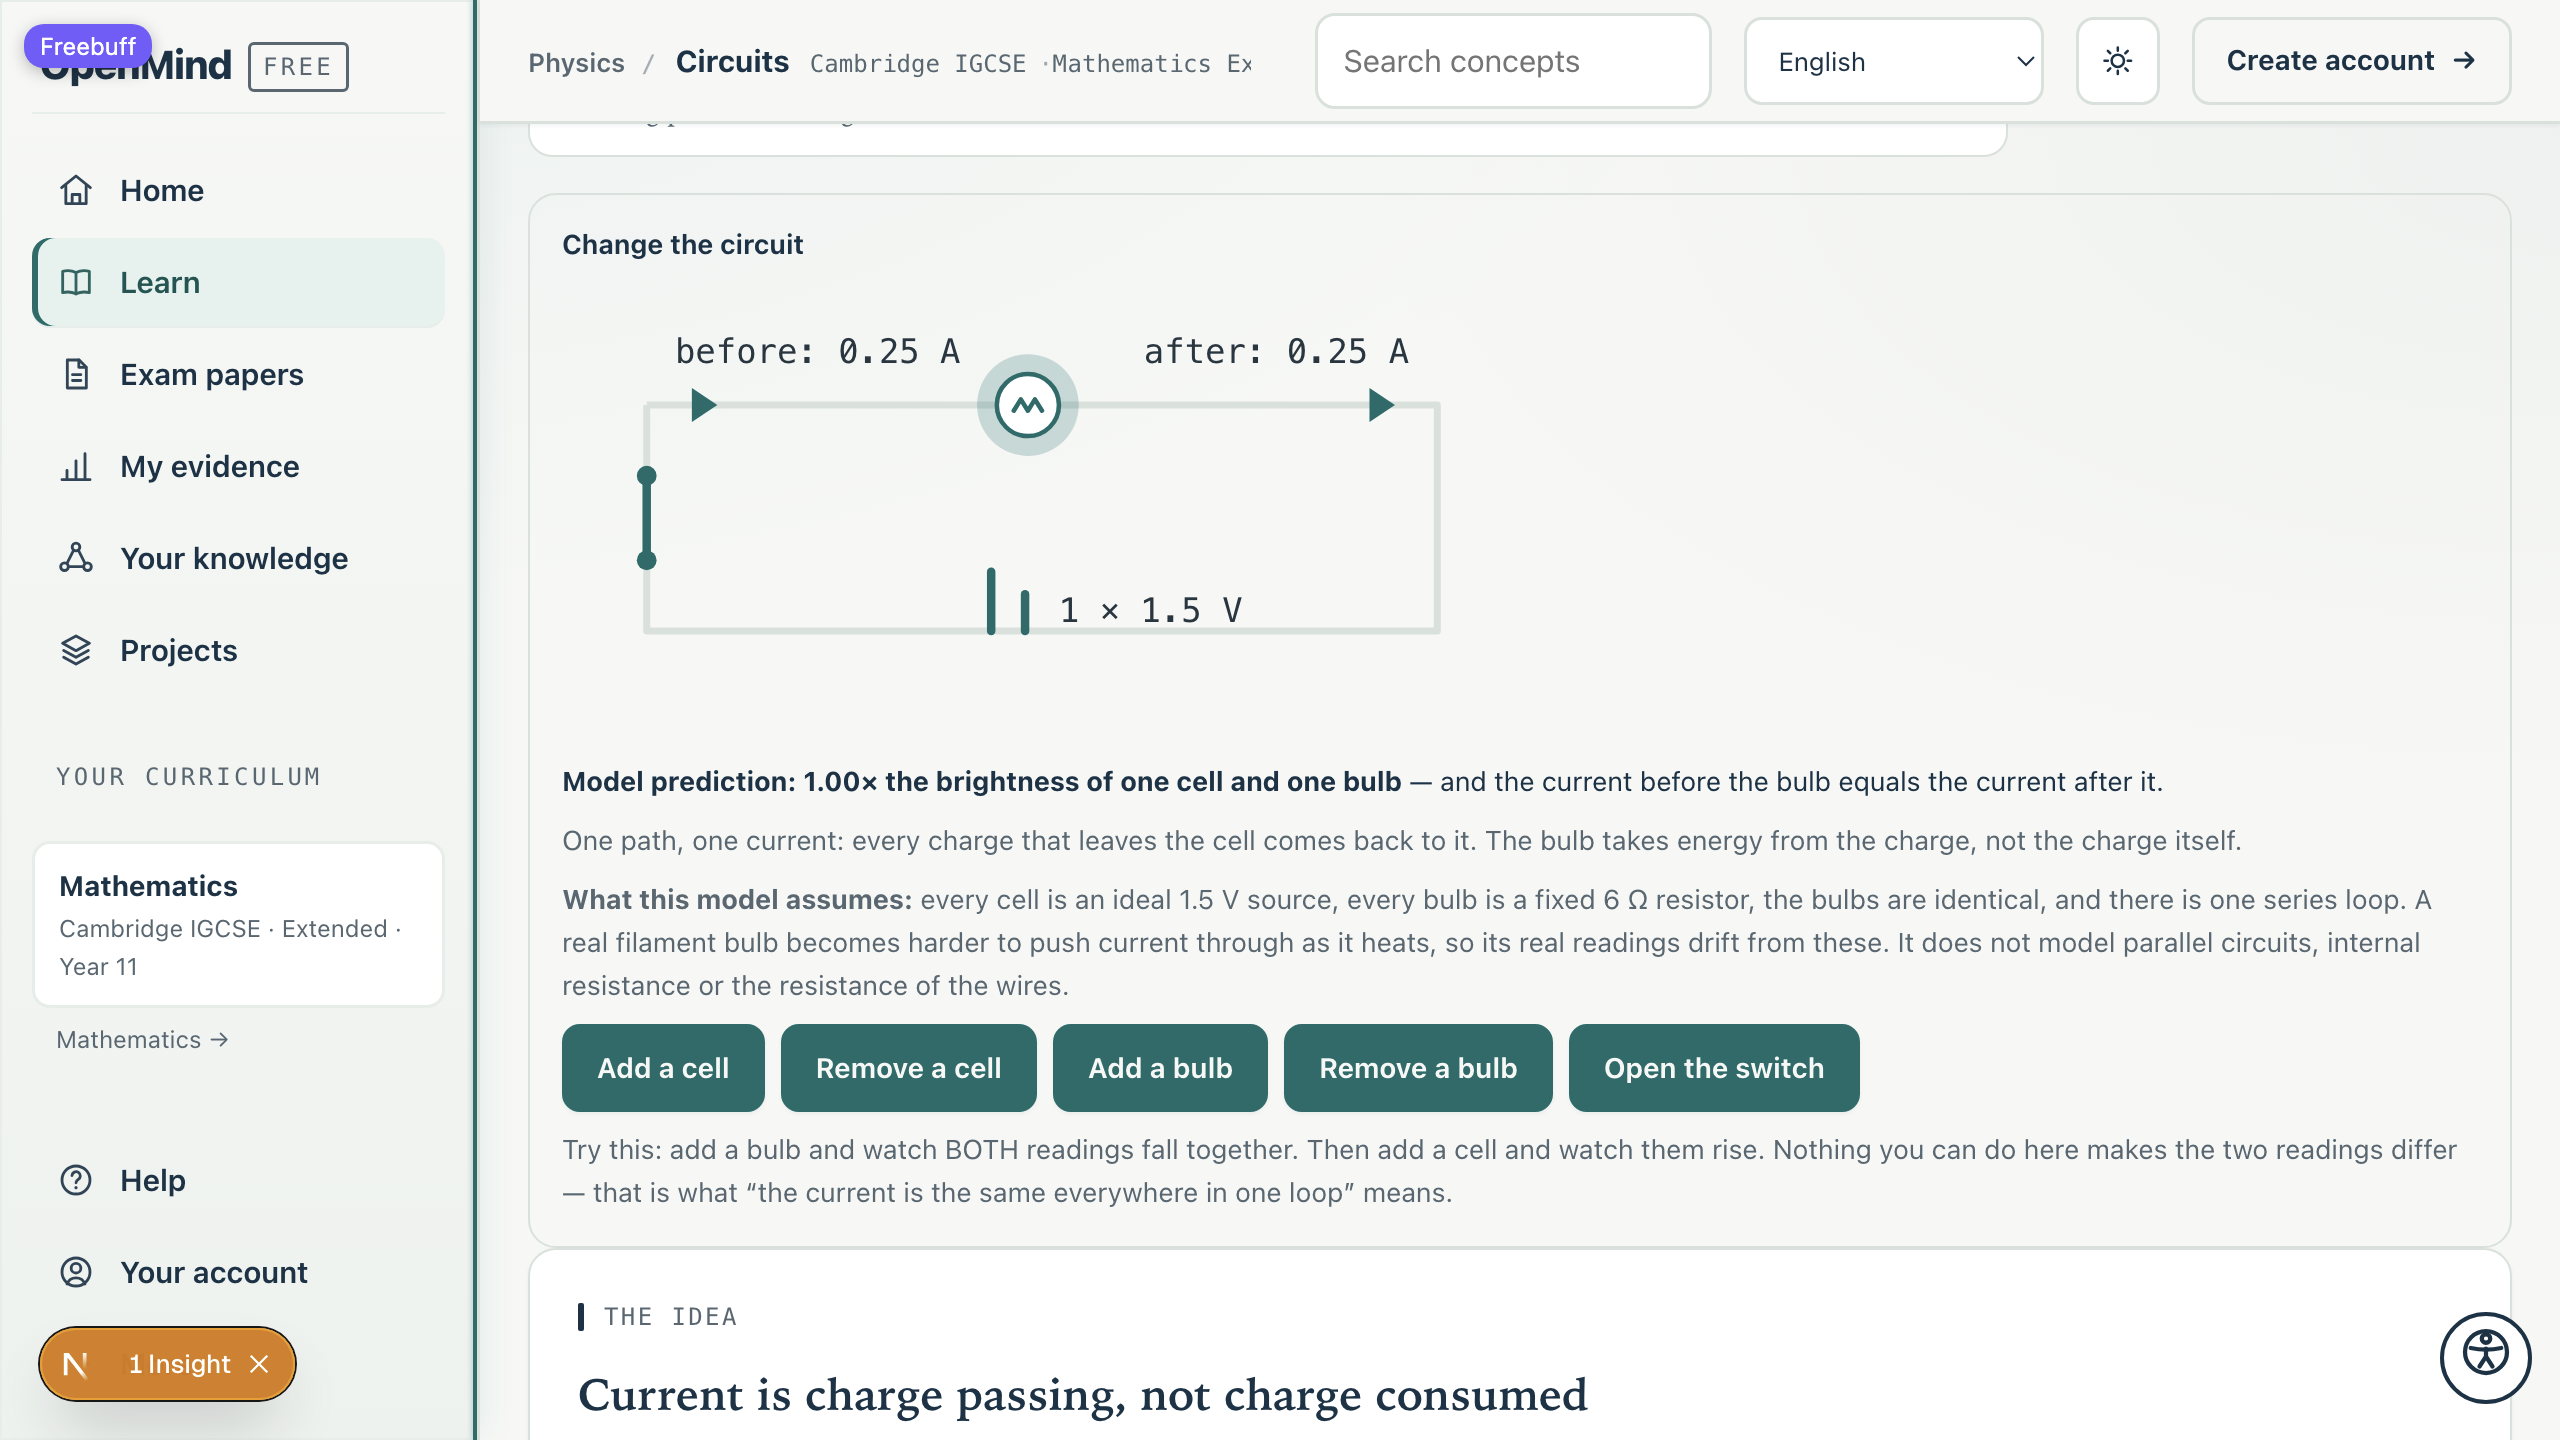 Freebuff
OpenMind FREE
Home
Learn
Exam papers
My evidence
Your knowledge
Projects
YOUR CURRICULUM
Mathematics
Cambridge IGCSE · Extended ·
Year 11
Mathematics →
Help
Your account
1 Insight
Physics / Circuits Cambridge IGCSE ·Mathematics Ex
Search concepts
English
Create account →
Change the circuit
before: 0.25 A
after: 0.25 A
1 × 1.5 V
Model prediction: 1.00× the brightness of one cell and one bulb — and the current before the bulb equals the current after it.
One path, one current: every charge that leaves the cell comes back to it. The bulb takes energy from the charge, not the charge itself.
What this model assumes: every cell is an ideal 1.5 V source, every bulb is a fixed 6 Ω resistor, the bulbs are identical, and there is one series loop. A
real filament bulb becomes harder to push current through as it heats, so its real readings drift from these. It does not model parallel circuits, internal
resistance or the resistance of the wires.
Add a cell
Remove a cell
Add a bulb
Remove a bulb
Open the switch
Try this: add a bulb and watch BOTH readings fall together. Then add a cell and watch them rise. Nothing you can do here makes the two readings differ
— that is what “the current is the same everywhere in one loop” means.
THE IDEA
Current is charge passing, not charge consumed